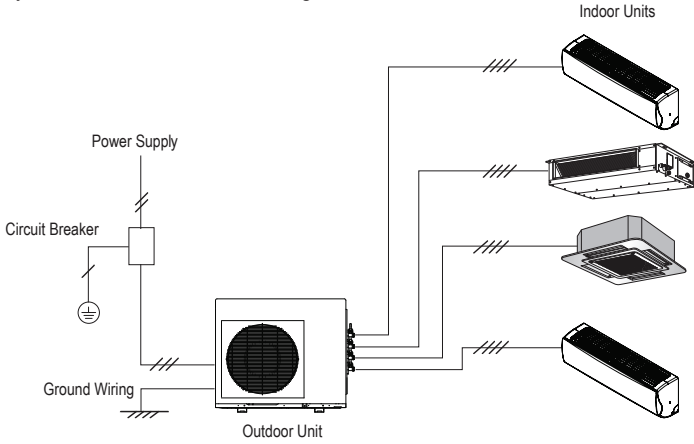 Indoor Units
Power Supply
Circuit Breaker
Ground Wiring
Outdoor Unit